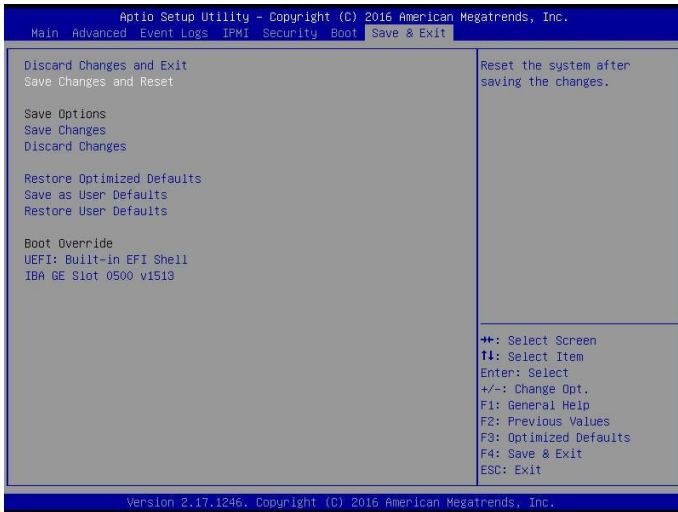 Aptio Setup Utility – Copyright (C) 2016 American Megatrends, Inc.
Main Advanced Event Logs IPMI Security Boot Save & Exit
Discard Changes and Exit
Save Changes and Reset
Save Options
Save Changes
Discard Changes
Restore Optimized Defaults
Save as User Defaults
Restore User Defaults
Boot Override
UEFI: Built-in EFI Shell
IBA GE Slot 0500 v1513
Reset the system after
saving the changes.
→←: Select Screen
↑↓: Select Item
Enter: Select
+/-: Change Opt.
F1: General Help
F2: Previous Values
F3: Optimized Defaults
F4: Save & Exit
ESC: Exit
Version 2.17.1246. Copyright (C) 2016 American Megatrends, Inc.